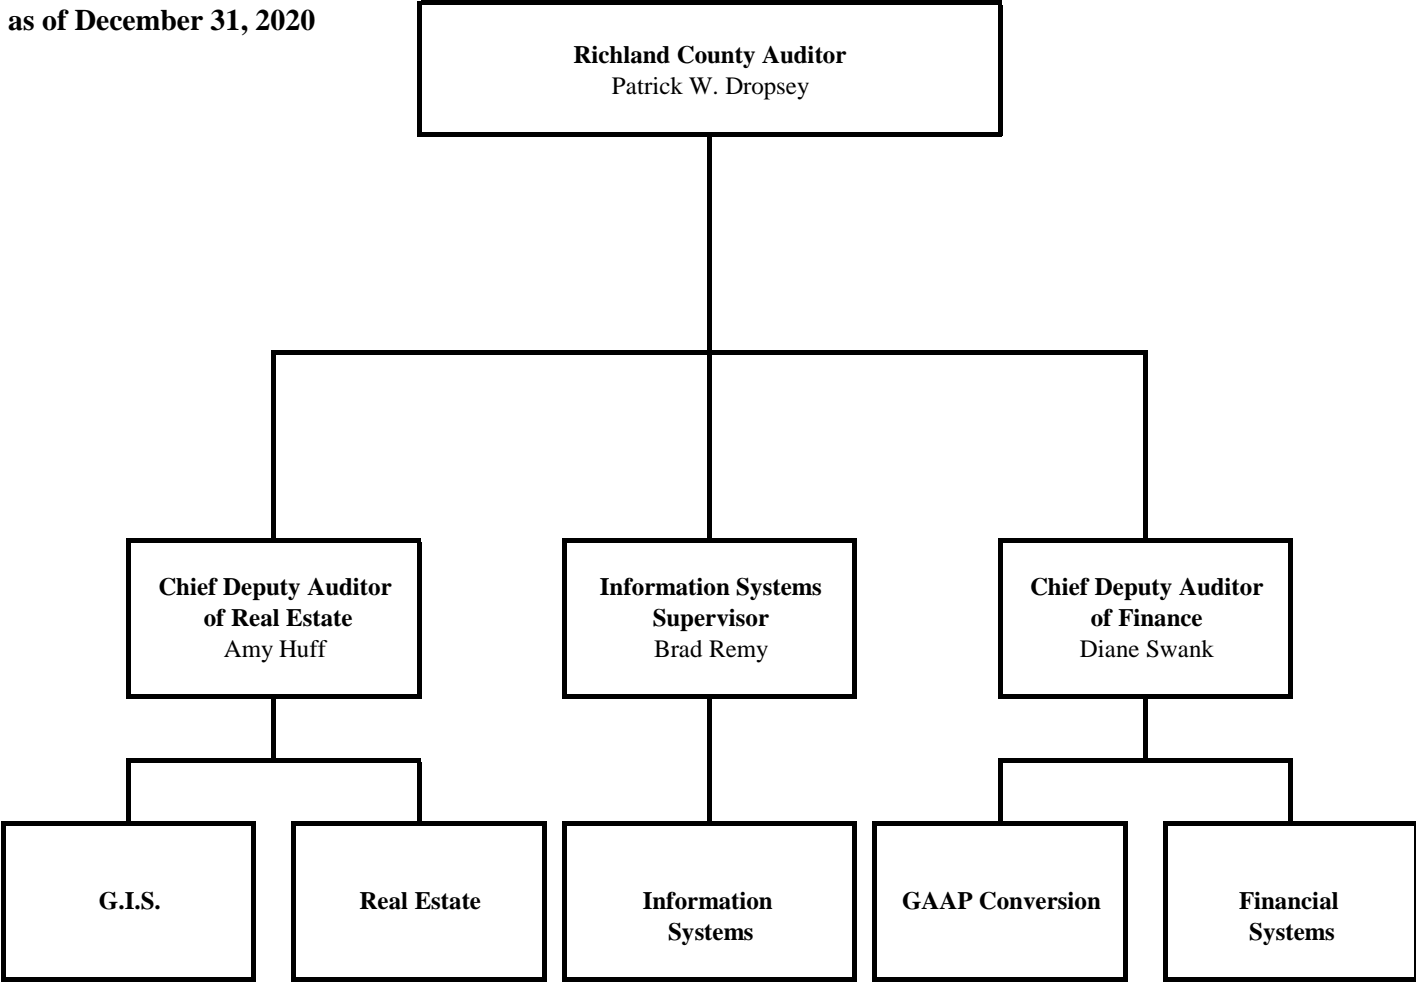 as of December 31, 2020
Richland County Auditor
Patrick W. Dropsey
Chief Deputy Auditor
of Real Estate
Amy Huff
Information Systems
Supervisor
Brad Remy
Chief Deputy Auditor
of Finance
Diane Swank
G.I.S.
Real Estate
Information
Systems
GAAP Conversion
Financial
Systems